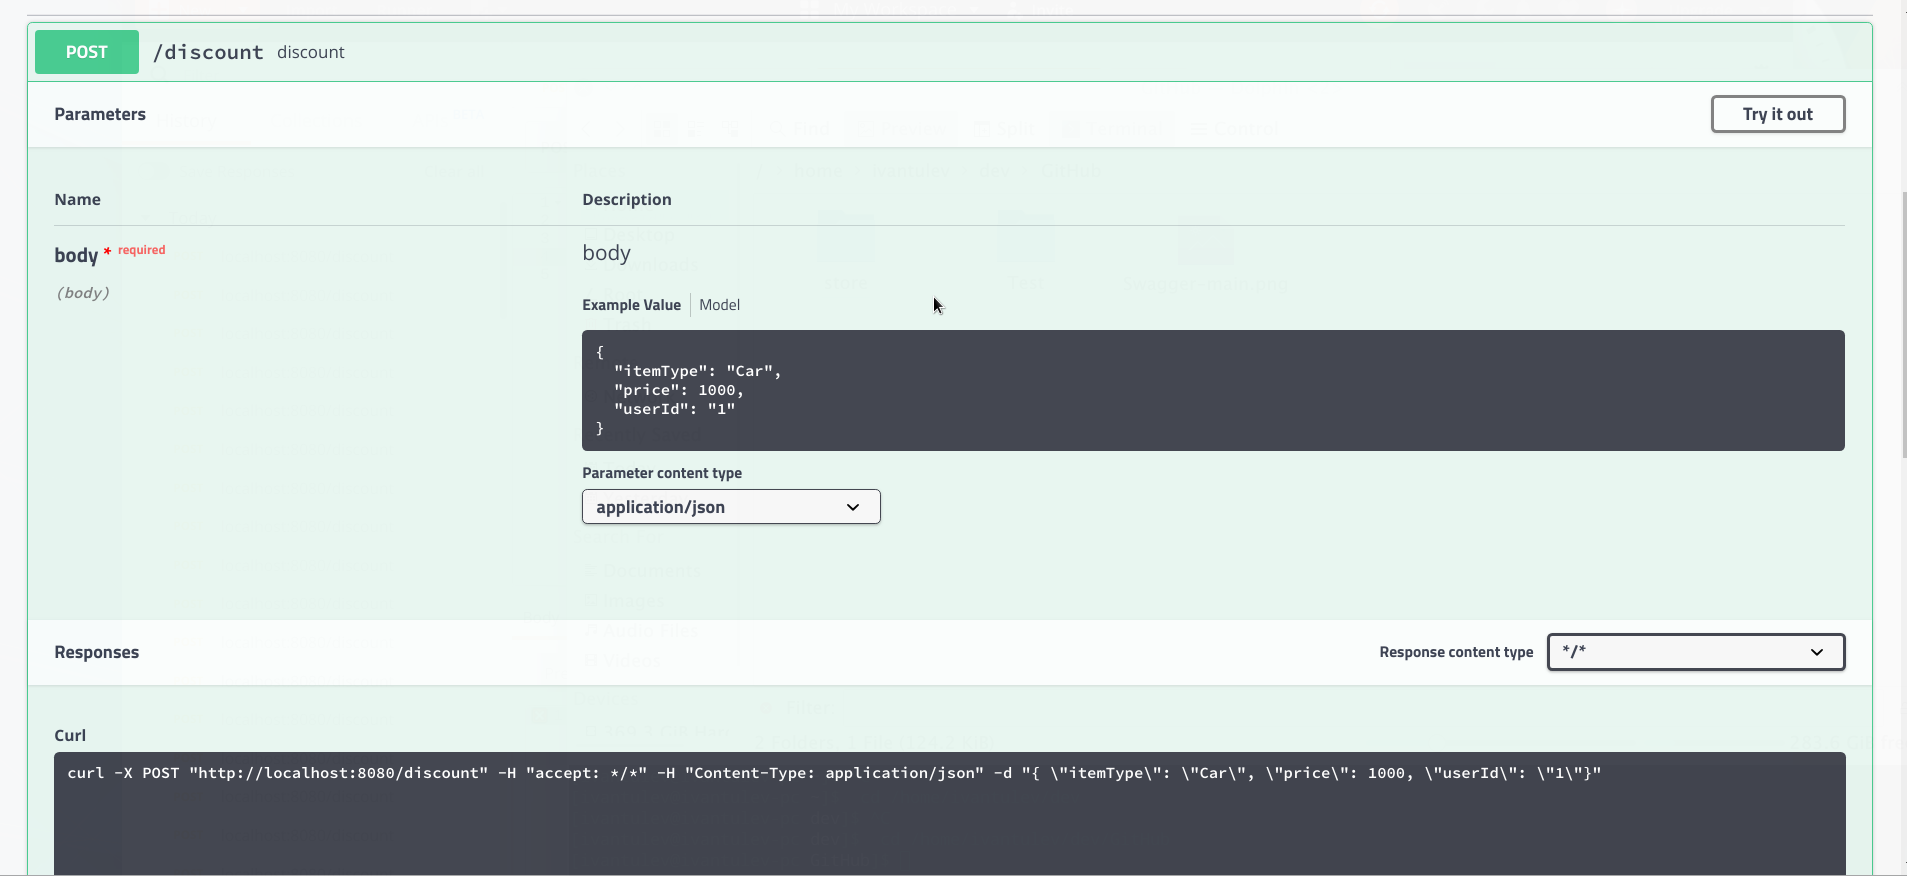 POST /discount discount
Parameters
Try it out
Name Description
body * required
(body)
body
Example Value Model
{
"itemType": "Car",
"price": 1000,
"userId": "1"
}
Parameter content type
application/json
Responses
Response content type */*
Curl
curl -X POST "http://localhost:8080/discount" -H "accept: */*" -H "Content-Type: application/json" -d "{ \"itemType\": \"Car\", \"price\": 1000, \"userId\": \"1\"}"